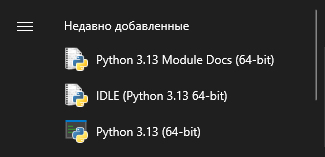 Недавно добавленные
Python 3.13 Module Docs (64-bit)
IDLE (Python 3.13 64-bit)
Python 3.13 (64-bit)